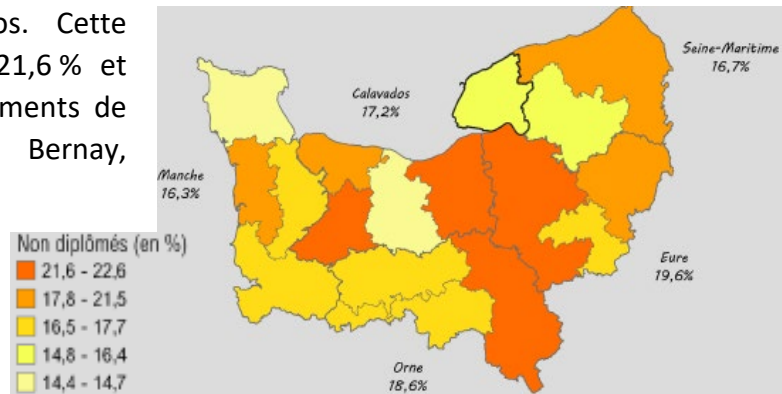 ps. Cette
21,6 % et
ments de
Bernay,
Seine-Maritime
16,7%
Calavados
17,2%
Manche
16,3%
Eure
19,6%
Orne
18,6%
Non diplômés (en %)
21,6 - 22,6
17,8 - 21,5
16,5 - 17,7
14,8 - 16,4
14,4 - 14,7